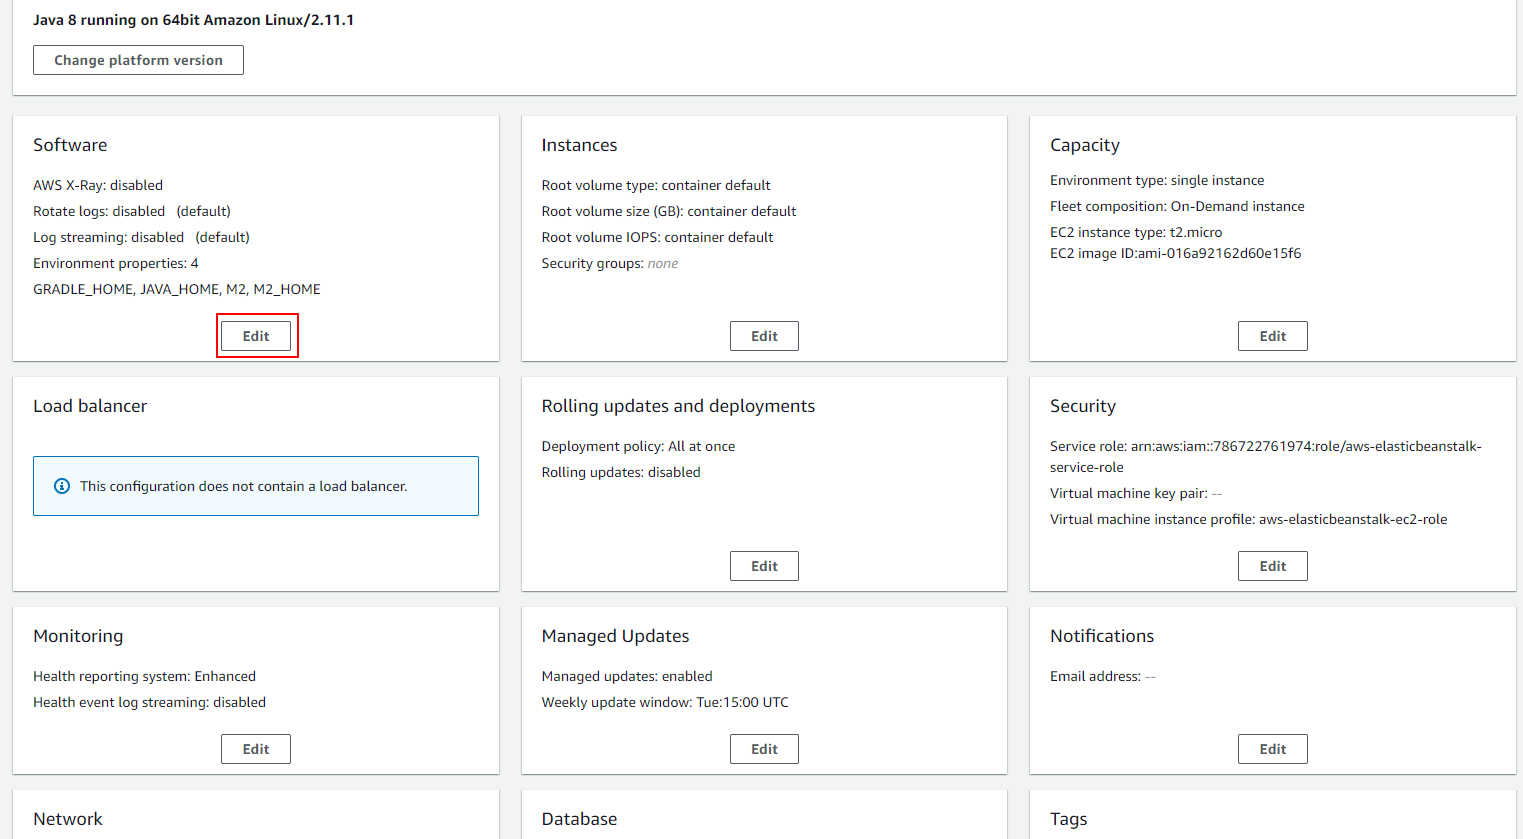 Java 8 running on 64bit Amazon Linux/2.11.1
Change platform version
Software
AWS X-Ray: disabled
Rotate logs: disabled (default)
Log streaming: disabled (default)
Environment properties: 4
GRADLE_HOME, JAVA_HOME, M2, M2_HOME
Edit
Instances
Root volume type: container default
Root volume size (GB): container default
Root volume IOPS: container default
Security groups: none
Edit
Capacity
Environment type: single instance
Fleet composition: On-Demand instance
EC2 instance type: t2.micro
EC2 image ID:ami-016a92162d60e15f6
Edit
Load balancer
This configuration does not contain a load balancer.
Rolling updates and deployments
Deployment policy: All at once
Rolling updates: disabled
Edit
Security
Service role: arn:aws:iam::786722761974:role/aws-elasticbeanstalk-
service-role
Virtual machine key pair: --
Virtual machine instance profile: aws-elasticbeanstalk-ec2-role
Edit
Monitoring
Health reporting system: Enhanced
Health event log streaming: disabled
Edit
Managed Updates
Managed updates: enabled
Weekly update window: Tue:15:00 UTC
Edit
Notifications
Email address: --
Edit
Network
Database
Tags